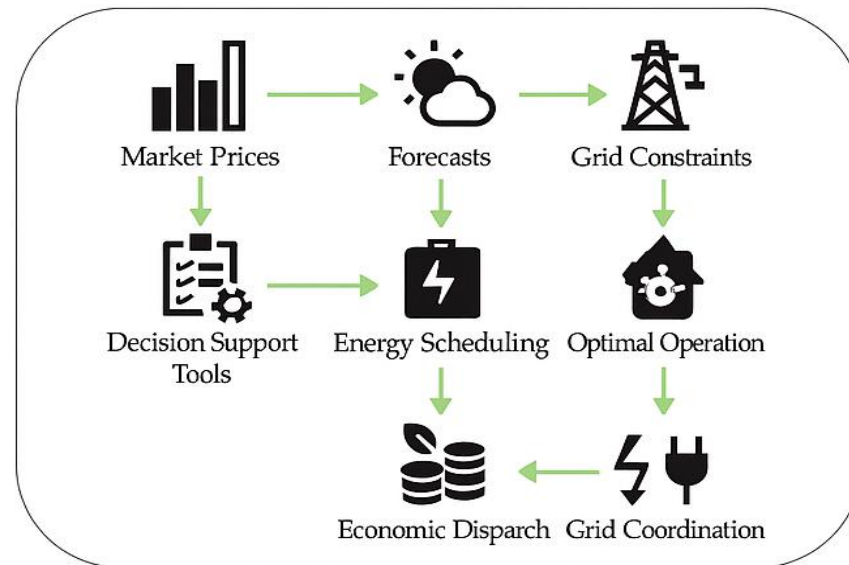 Market Prices
Forecasts
Grid Constraints
Decision Support
Tools
Energy Scheduling
Optimal Operation
Economic Disparch
Grid Coordination